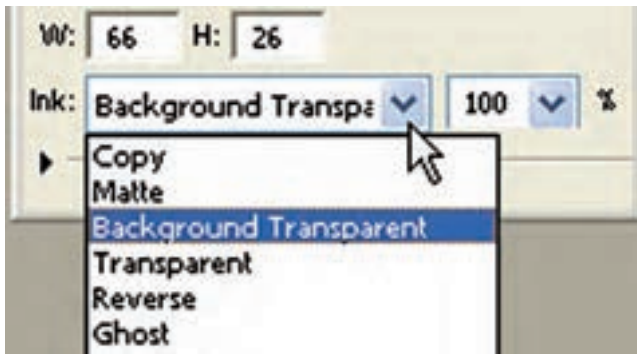 W: 66 H: 26
Ink: Background Transpa 100 %
Copy
Matte
Background Transparent
Transparent
Reverse
Ghost